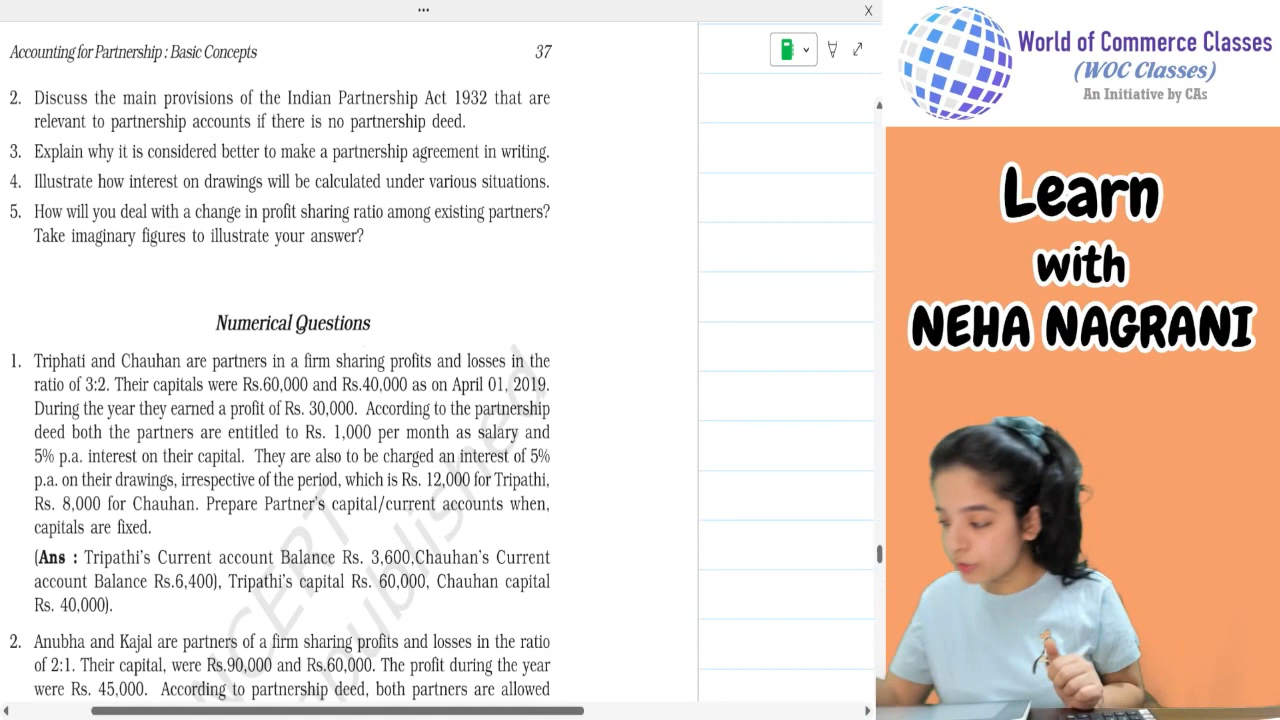 Accounting for Partnership : Basic Concepts 37
2. Discuss the main provisions of the Indian Partnership Act 1932 that are
relevant to partnership accounts if there is no partnership deed.
3. Explain why it is considered better to make a partnership agreement in writing.
4. Illustrate how interest on drawings will be calculated under various situations.
5. How will you deal with a change in profit sharing ratio among existing partners?
Take imaginary figures to illustrate your answer?
Numerical Questions
1. Triphati and Chauhan are partners in a firm sharing profits and losses in the
ratio of 3:2. Their capitals were Rs.60,000 and Rs.40,000 as on April 01, 2019.
During the year they earned a profit of Rs. 30,000. According to the partnership
deed both the partners are entitled to Rs. 1,000 per month as salary and
5% p.a. interest on their capital. They are also to be charged an interest of 5%
p.a. on their drawings, irrespective of the period, which is Rs. 12,000 for Tripathi,
Rs. 8,000 for Chauhan. Prepare Partner's capital/current accounts when,
capitals are fixed.
(Ans : Tripathi's Current account Balance Rs. 3,600,Chauhan's Current
account Balance Rs.6,400), Tripathi's capital Rs. 60,000, Chauhan capital
Rs. 40,000).
2. Anubha and Kajal are partners of a firm sharing profits and losses in the ratio
of 2:1. Their capital, were Rs.90,000 and Rs.60,000. The profit during the year
were Rs. 45,000. According to partnership deed, both partners are allowed
NCERT
published
World of Commerce Classes
(WOC Classes)
An Initiative by CAs
Learn
with
NEHA NAGRANI